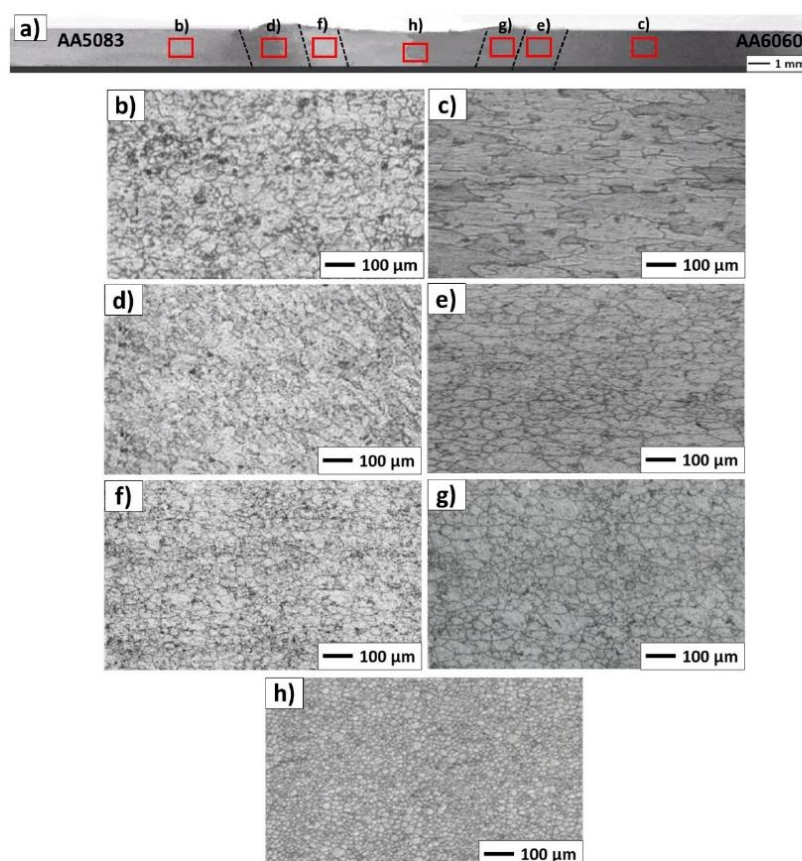 a)
b) d) f) h) g) e) c)
AA5083
AA6060
1 mm
b)
100 µm
c)
100 µm
d)
100 µm
e)
100 µm
f)
100 µm
g)
100 µm
h)
100 µm